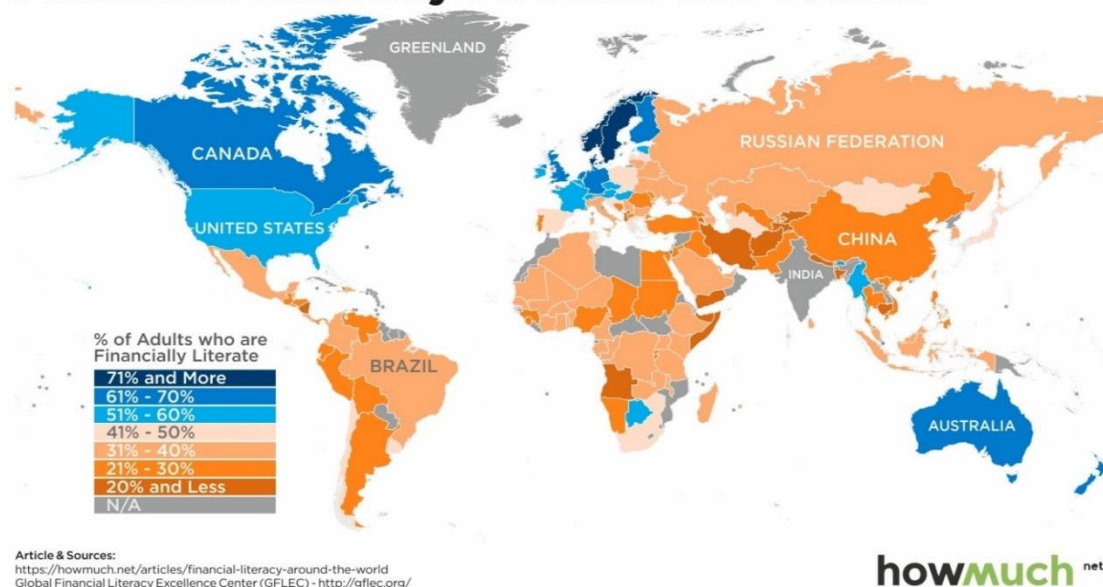 GREENLAND
CANADA
RUSSIAN FEDERATION
UNITED STATES
CHINA
INDIA
% of Adults who are
Financially Literate
71% and More
61% - 70%
51% - 60%
41% - 50%
31% - 40%
21% - 30%
20% and Less
N/A
BRAZIL
AUSTRALIA
Article & Sources:
https://howmuch.net/articles/financial-literacy-around-the-world
Global Financial Literacy Excellence Center (GFLEC) - http://gflec.org/
howmuch net